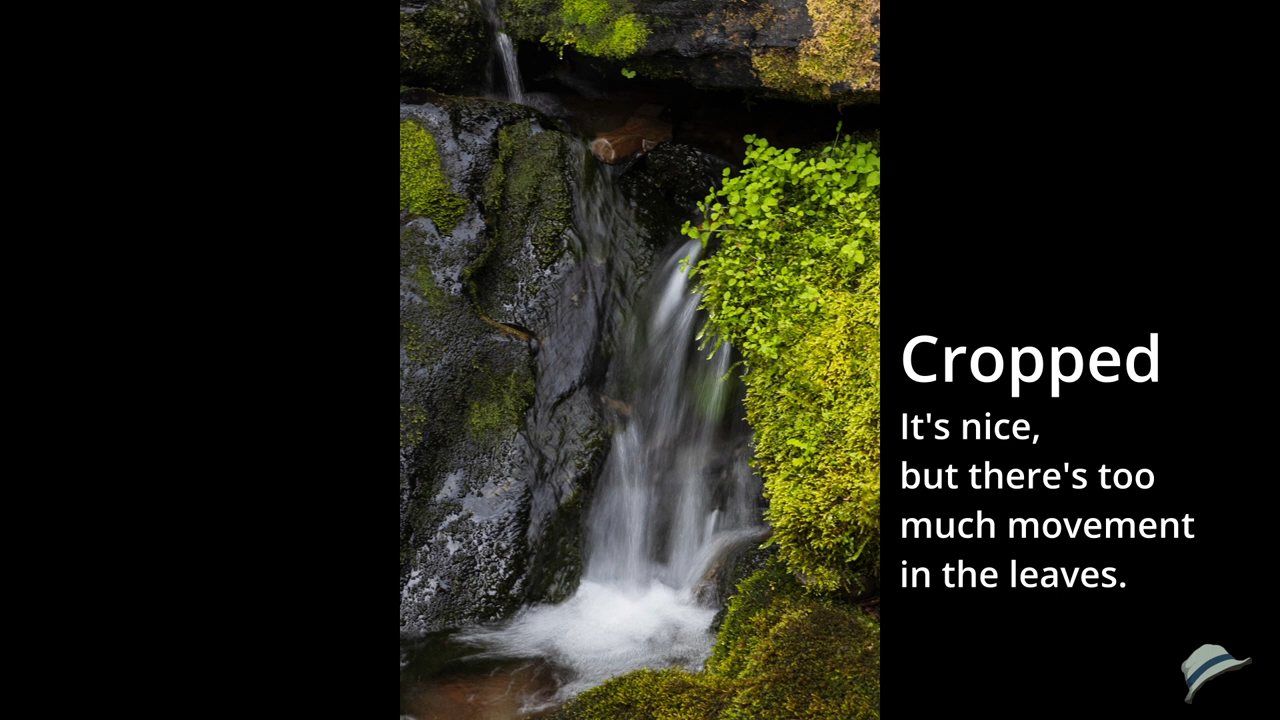 Cropped
It's nice,
but there's too
much movement
in the leaves.